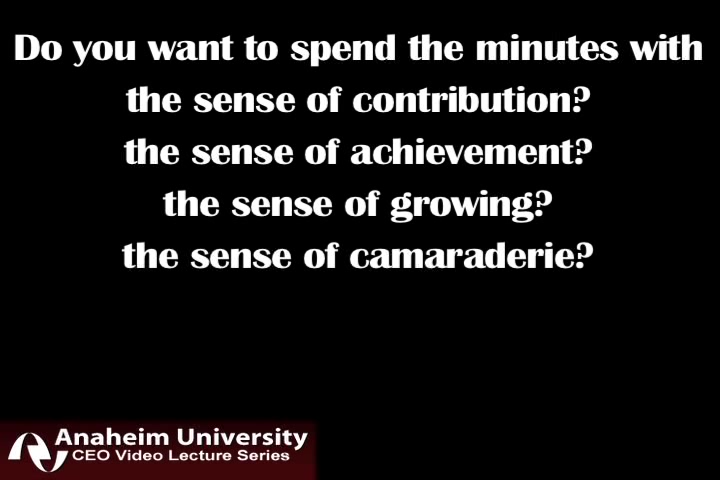 Do you want to spend the minutes with
the sense of contribution?
the sense of achievement?
the sense of growing?
the sense of camaraderie?
Anaheim University
CEO Video Lecture Series